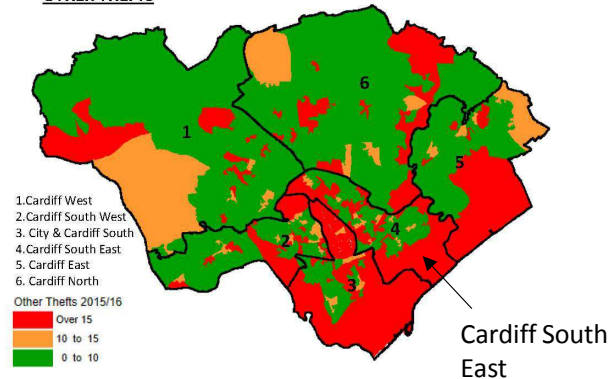 OTHER THEFTS
6
1
5
4
2
3
1.Cardiff West
2.Cardiff South West
3. City & Cardiff South
4.Cardiff South East
5. Cardiff East
6. Cardiff North
Other Thefts 2015/16
Over 15
10 to 15
0 to 10
Cardiff South
East